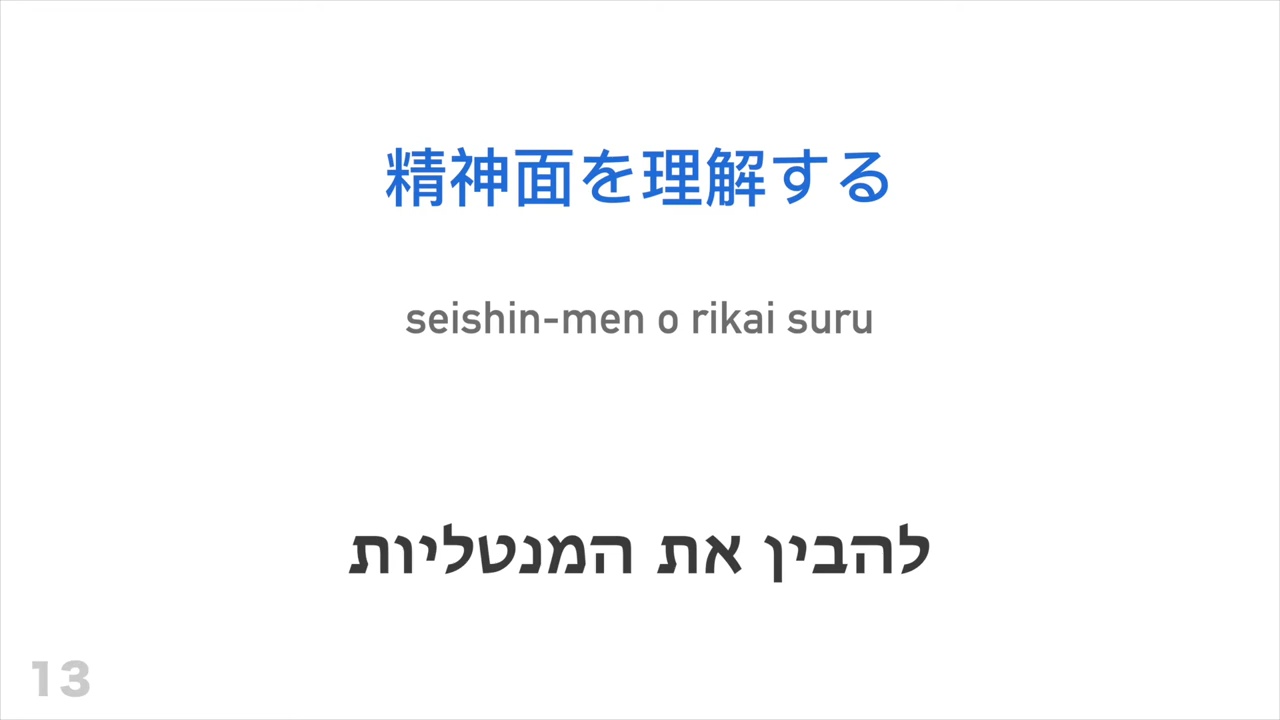 精神面を理解する
seishin-men o rikai suru
להבין את המנטליות
13